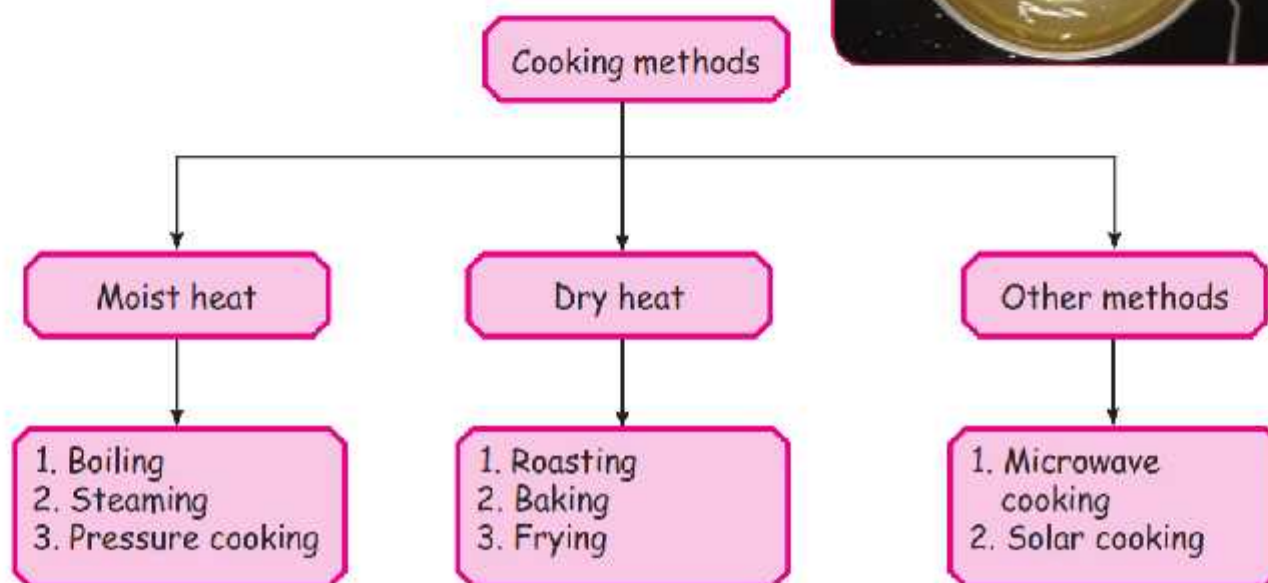 Cooking methods
Moist heat
Dry heat
Other methods
1. Boiling
2. Steaming
3. Pressure cooking
1. Roasting
2. Baking
3. Frying
1. Microwave
cooking
2. Solar cooking